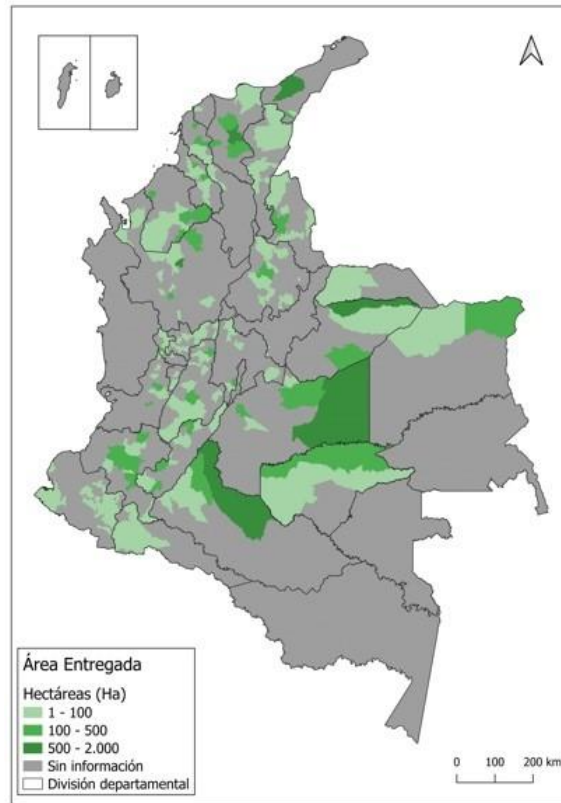 Área Entregada
Hectáreas (Ha)
1 - 100
100 - 500
500 - 2.000
Sin información
División departamental
0 100 200 km